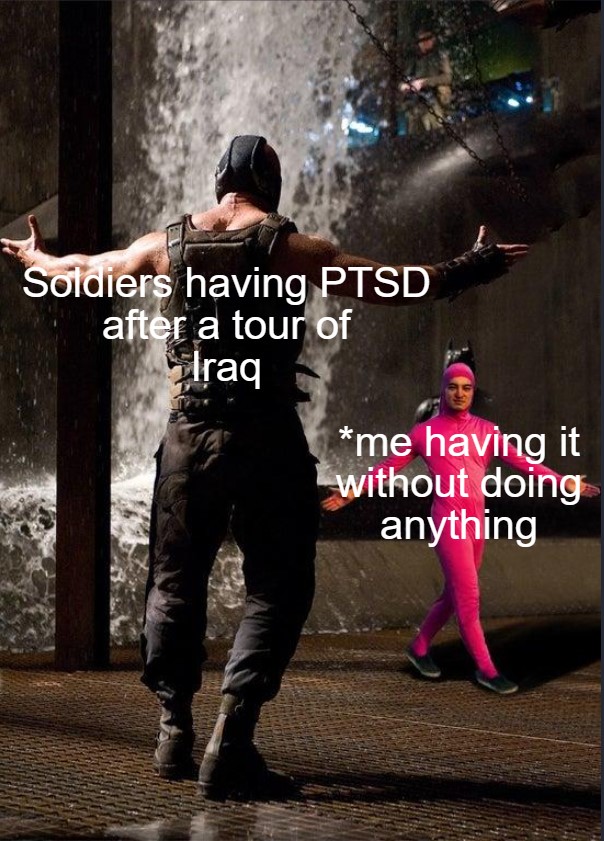 Soldiers having PTSD
after a tour of
Iraq
*me having it
without doing
anything